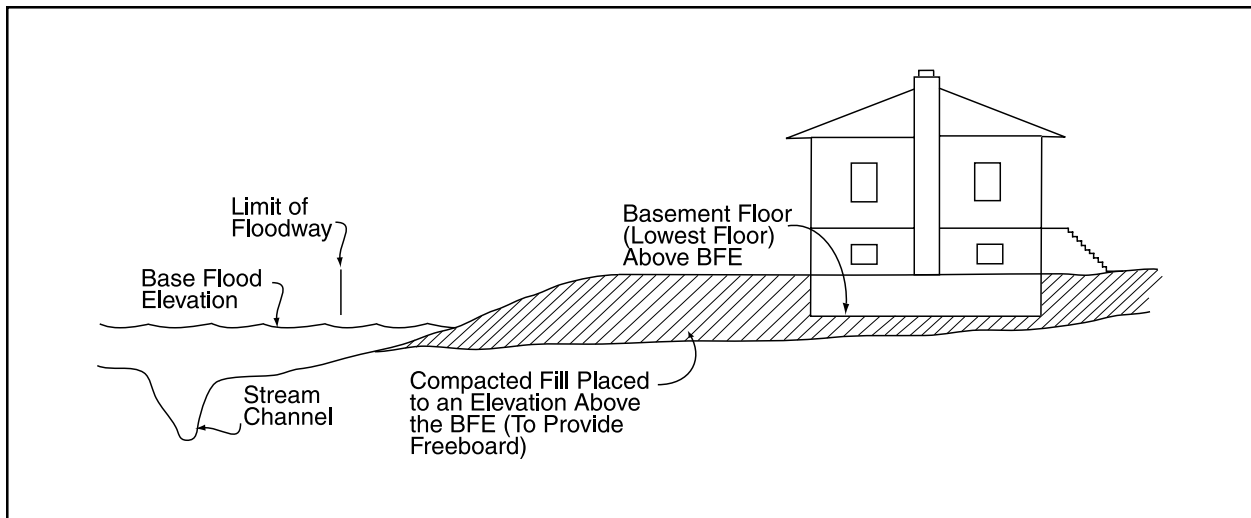 Limit of
Floodway
Base Flood
Elevation
Basement Floor
(Lowest Floor)
Above BFE
Stream
Channel
Compacted Fill Placed
to an Elevation Above
the BFE (To Provide
Freeboard)